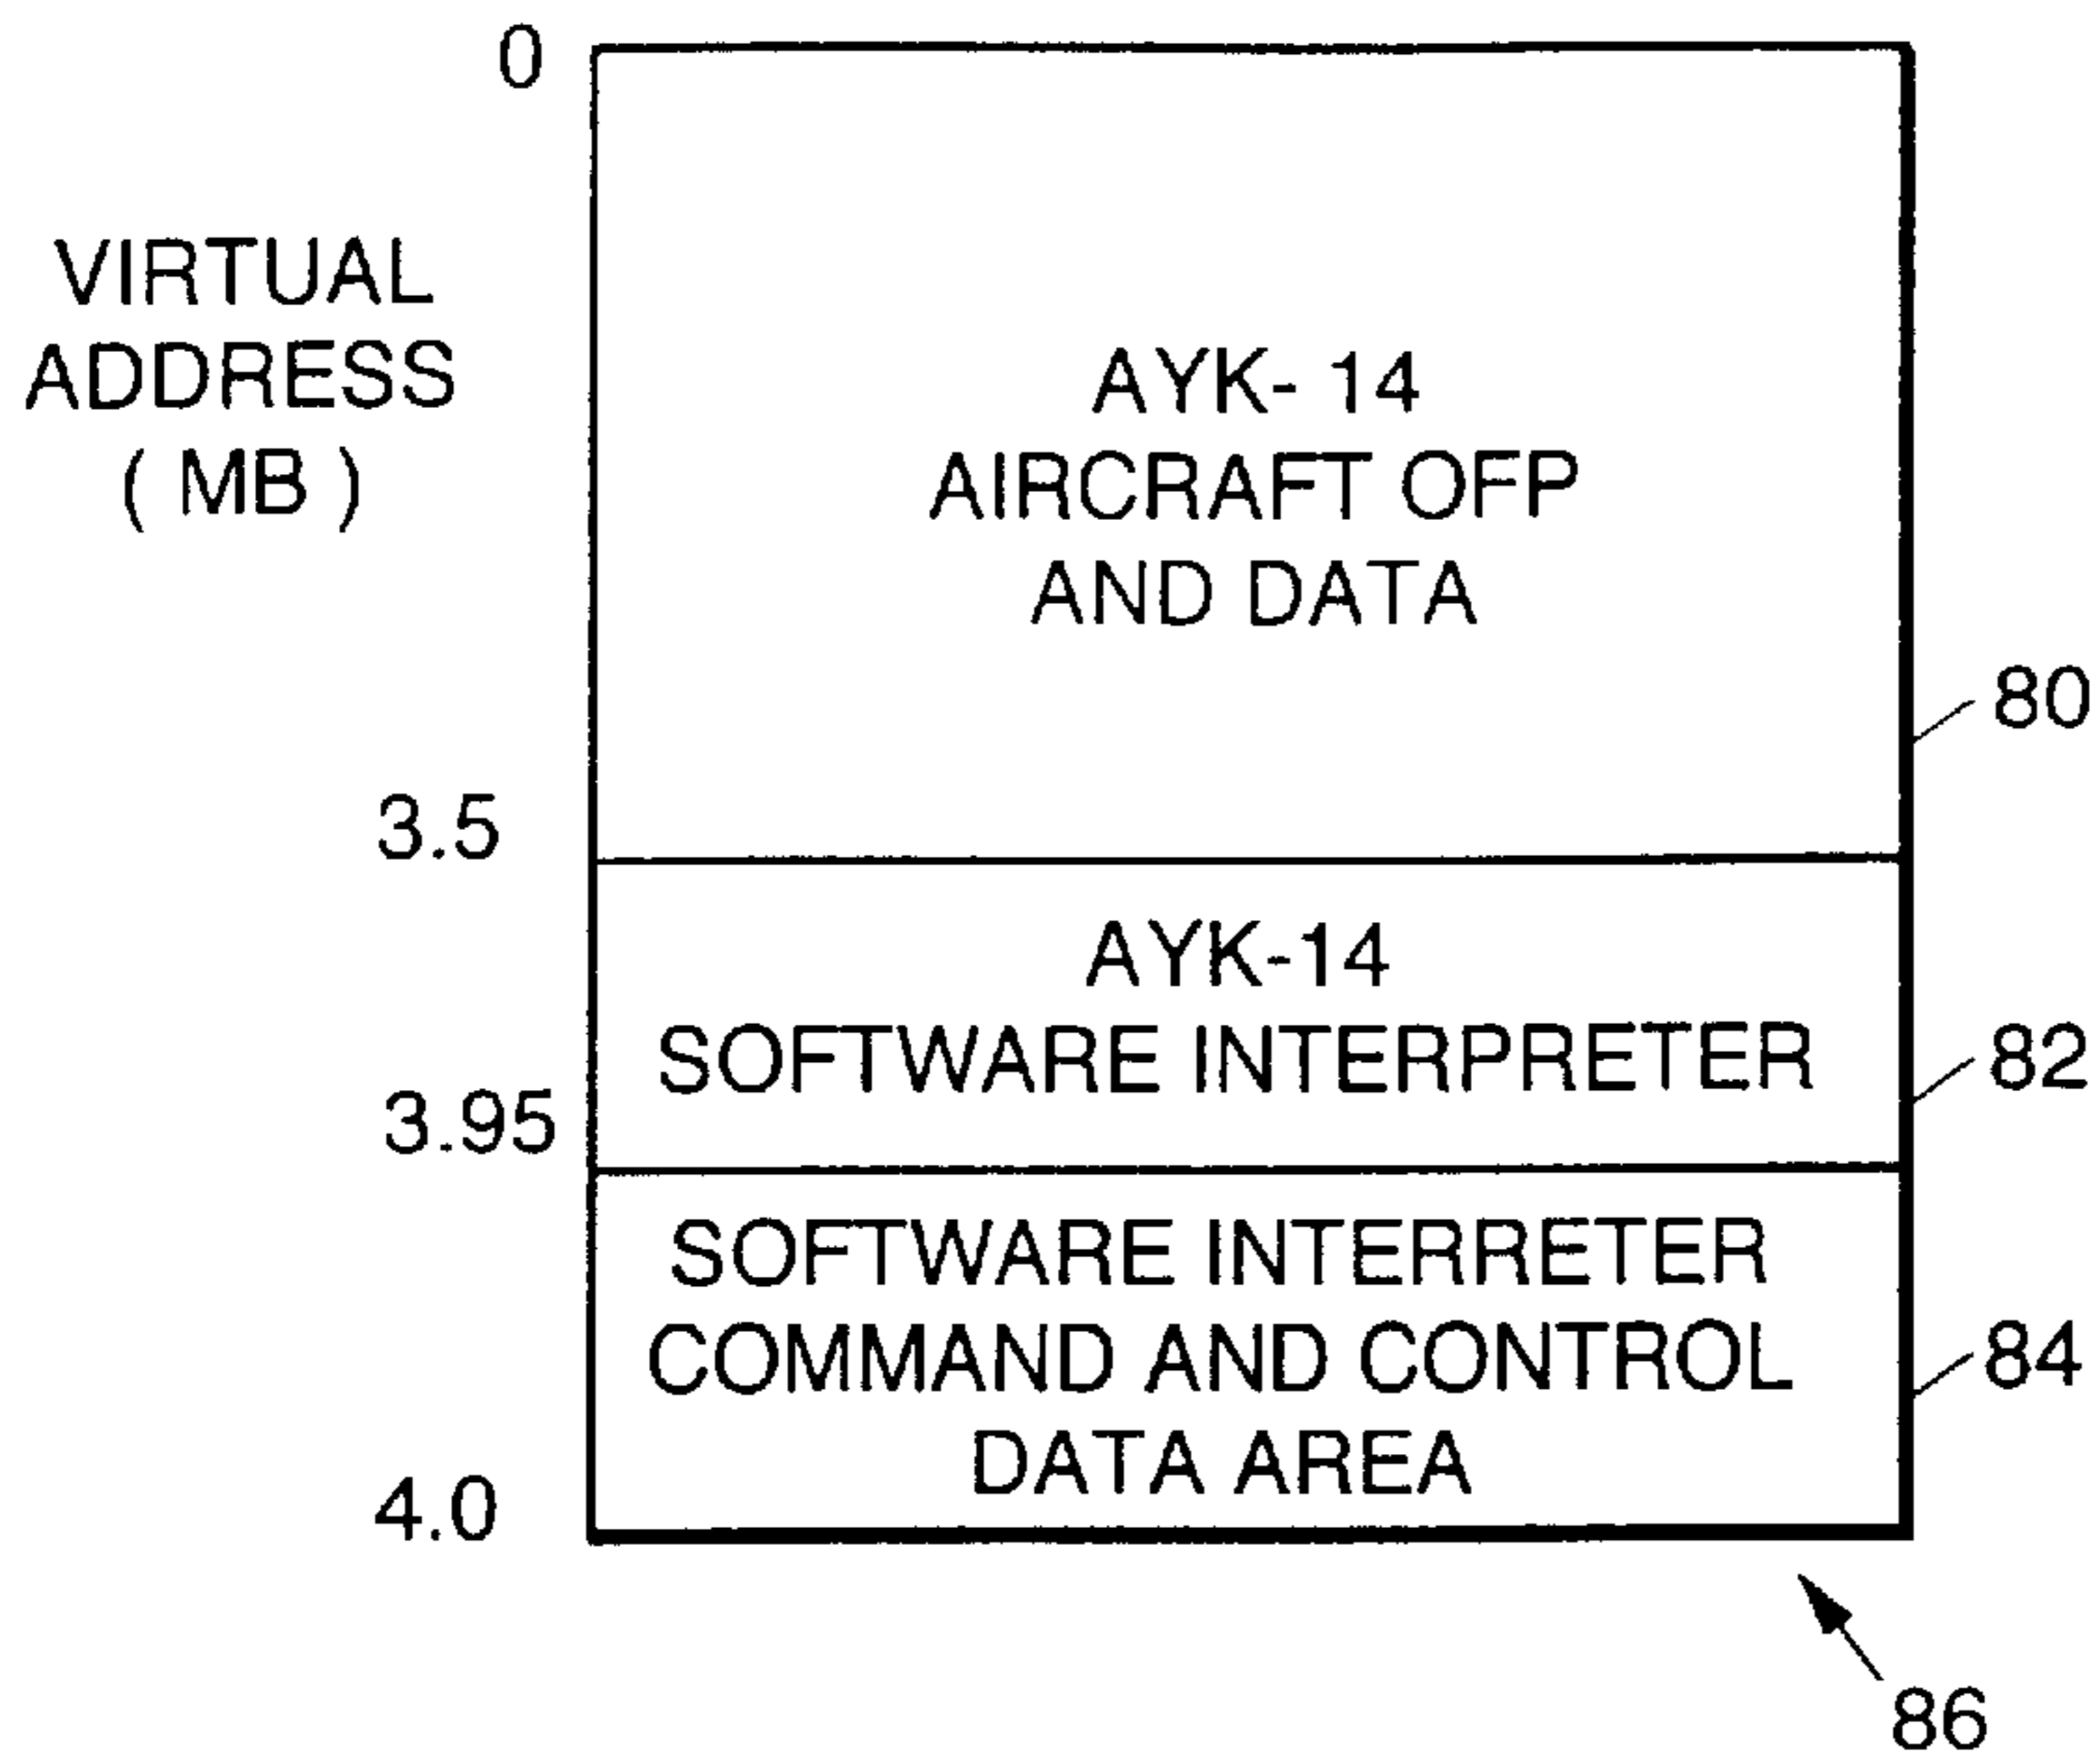 0
VIRTUAL
ADDRESS
( MB )
AYK- 14
AIRCRAFT OFP
AND DATA
80
3.5
AYK-14
SOFTWARE INTERPRETER
82
3.95
SOFTWARE INTERRETER
COMMAND AND CONTROL
84
DATA AREA
4.0
86